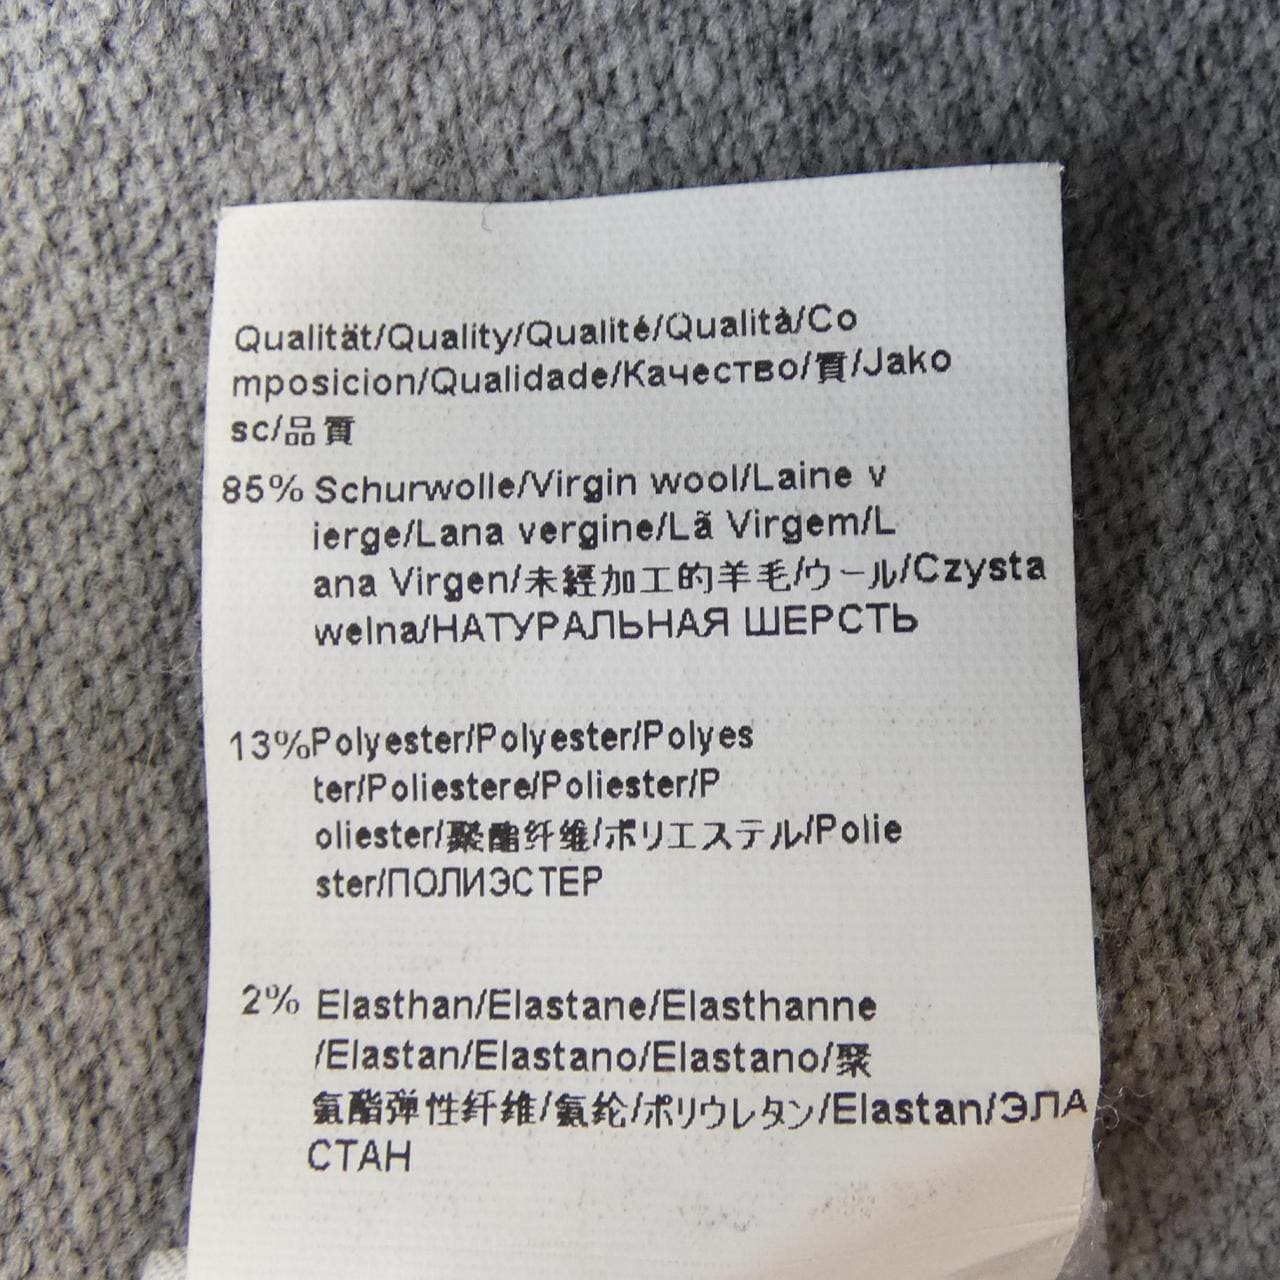 Qualität/Quality/Qualité/Qualità/Co
mposicion/Qualidade/Качество/質/Jako
sc/品質
85% Schurwolle/Virgin wool/Laine v
ierge/Lana vergine/Lã Virgem/L
ana Virgen/未經加工的羊毛/ウール/Czysta
welna/НАТУРАЛЬНАЯ ШЕРСТЬ
13%Polyester/Polyester/Polyes
ter/Poliestere/Poliester/P
oliester/聚酯纤维/ポリエステル/Polie
ster/ПОЛИЭСТЕР
2% Elasthan/Elastane/Elasthanne
/Elastan/Elastano/Elastano/聚
氨酯弹性纤维/氨纶/ポリウレタン/Elastan/ЭЛА
СТАН